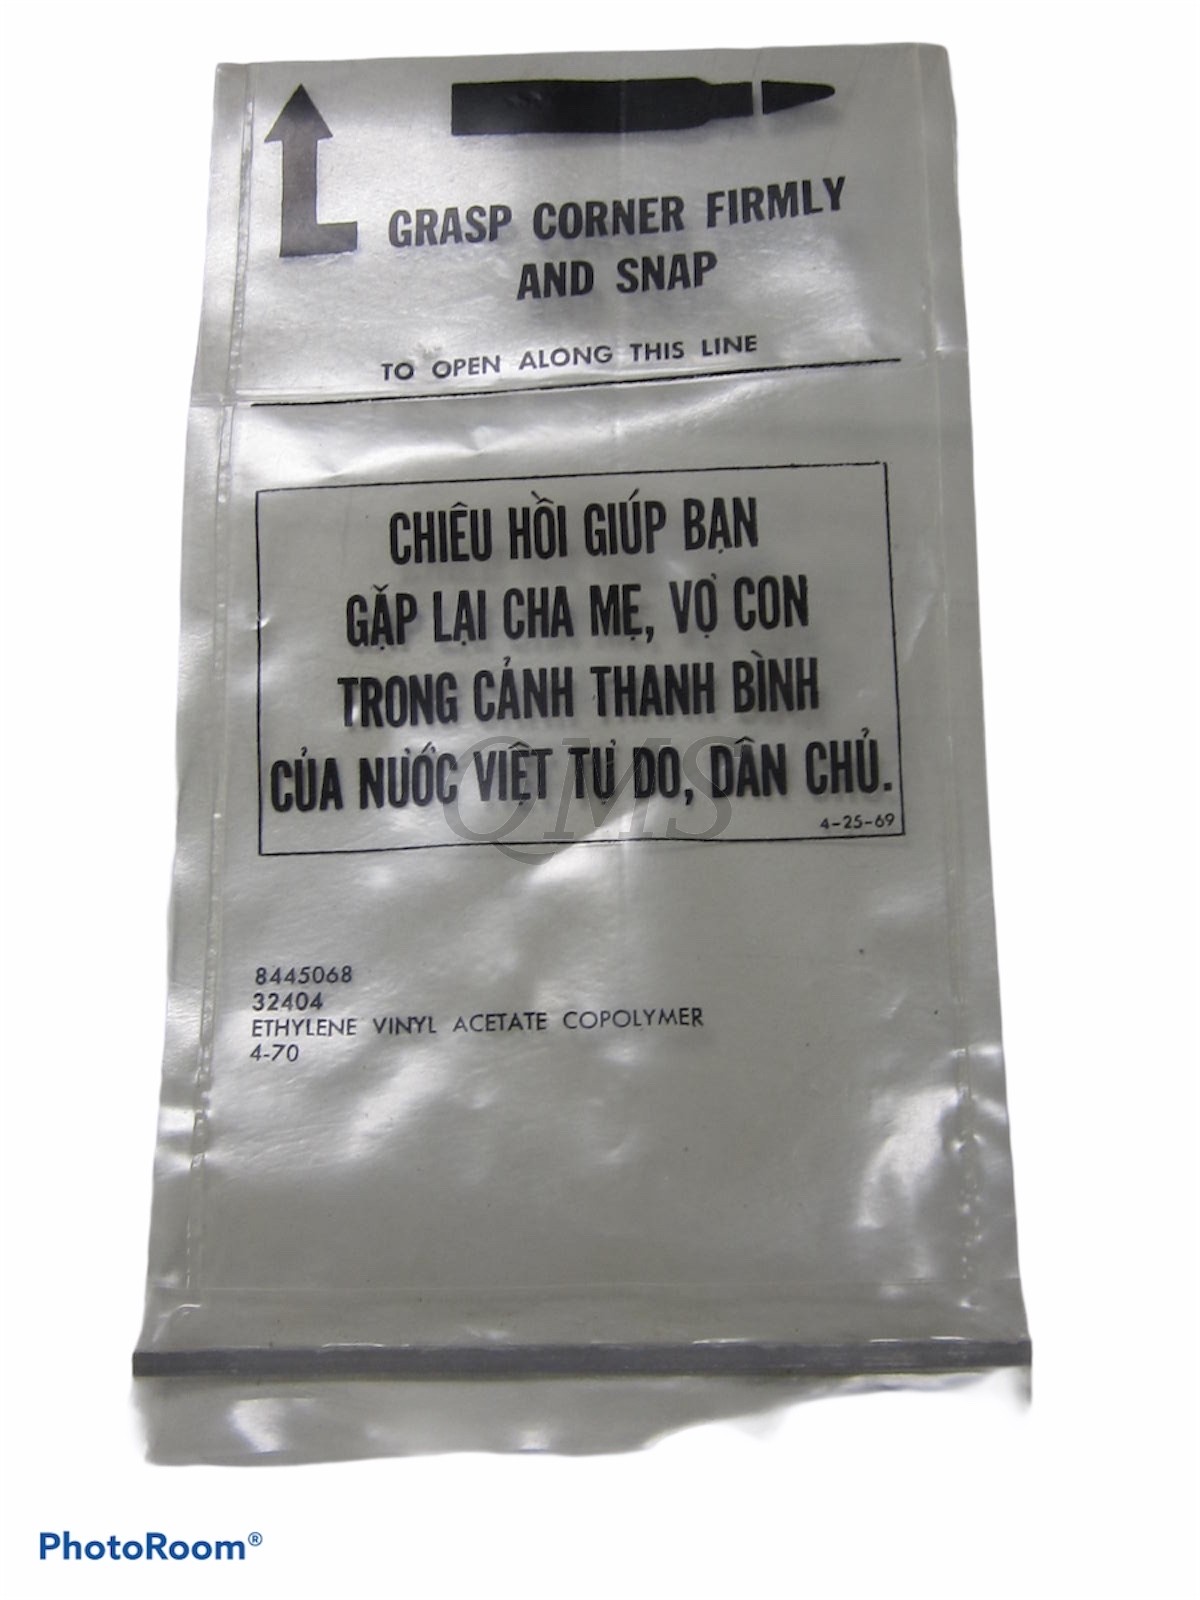 GRASP CORNER FIRMLY
AND SNAP
TO OPEN ALONG THIS LINE
CHIÊU HỒI GIÚP BẠN
GẶP LẠI CHA MẸ, VỢ CON
TRONG CẢNH THANH BÌNH
CỦA NƯỚC VIỆT TỰ DO, DÂN CHỦ.
4-25-69
QMS
8445068
32404
ETHYLENE VINYL ACETATE COPOLYMER
4-70
PhotoRoom®